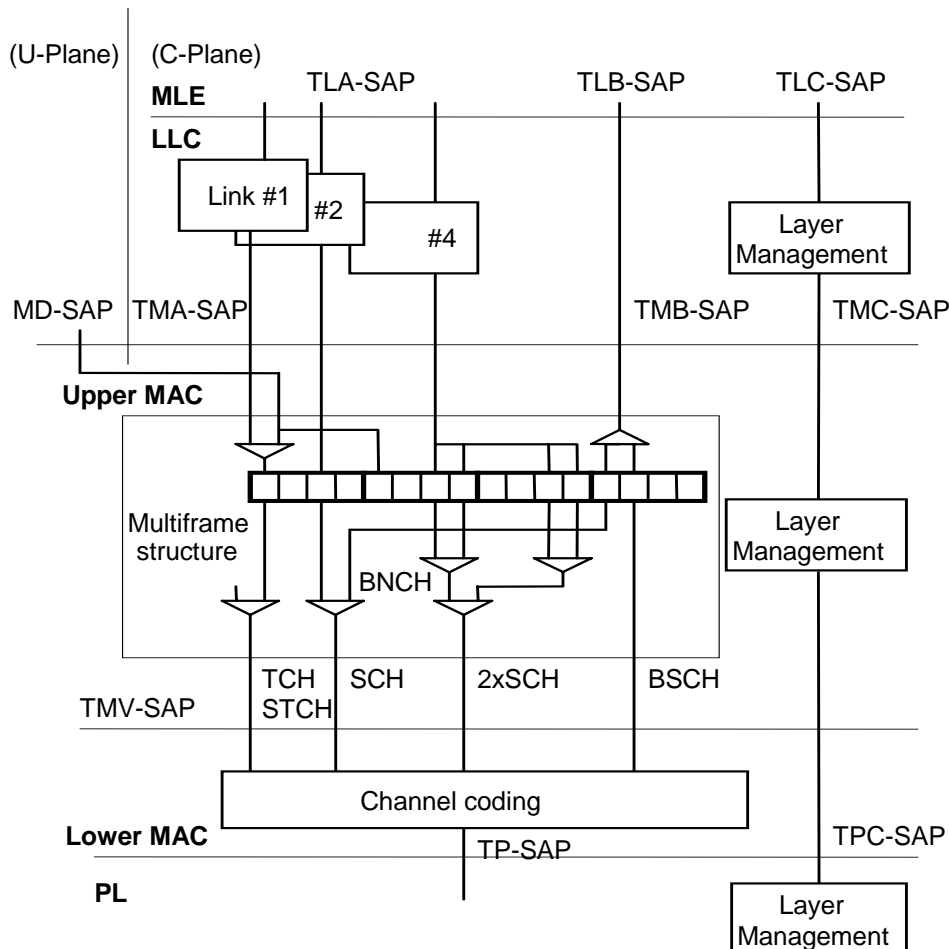 (U-Plane) (C-Plane)
TLA-SAP TLB-SAP TLC-SAP
MLE
LLC
Link #1
#2
#4
Layer
Management
MD-SAP TMA-SAP TMB-SAP TMC-SAP
Upper MAC
Multiframe
structure
Layer
Management
BNCH
TCH SCH 2xSCH BSCH
STCH
TMV-SAP
Channel coding
Lower MAC
TP-SAP TPC-SAP
PL
Layer
Management